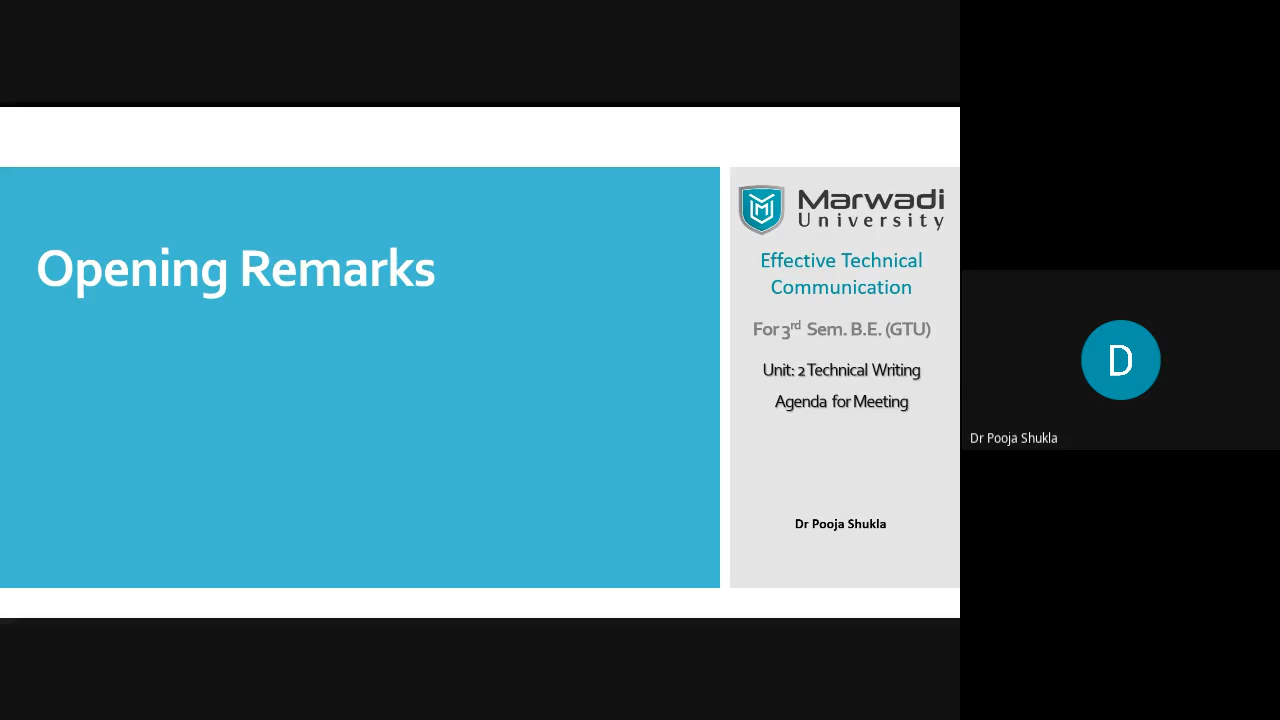 Opening Remarks
Marwadi
University
Effective Technical
Communication
For 3rd Sem. B.E. (GTU)
Unit: 2 Technical Writing
Agenda for Meeting
Dr Pooja Shukla
D
Dr Pooja Shukla